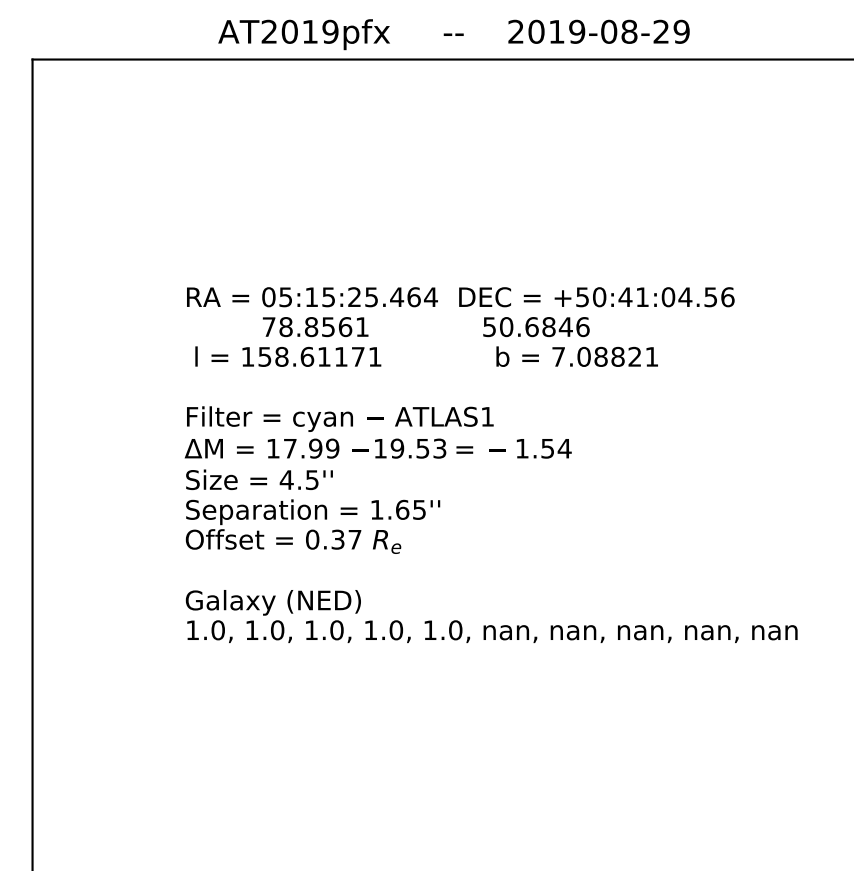 AT2019pfx -- 2019-08-29
RA = 05:15:25.464 DEC = +50:41:04.56
78.8561 50.6846
l = 158.61171 b = 7.08821
Filter = cyan − ATLAS1
ΔM = 17.99 −19.53 = − 1.54
Size = 4.5''
Separation = 1.65''
Offset = 0.37 Re
Galaxy (NED)
1.0, 1.0, 1.0, 1.0, 1.0, nan, nan, nan, nan, nan